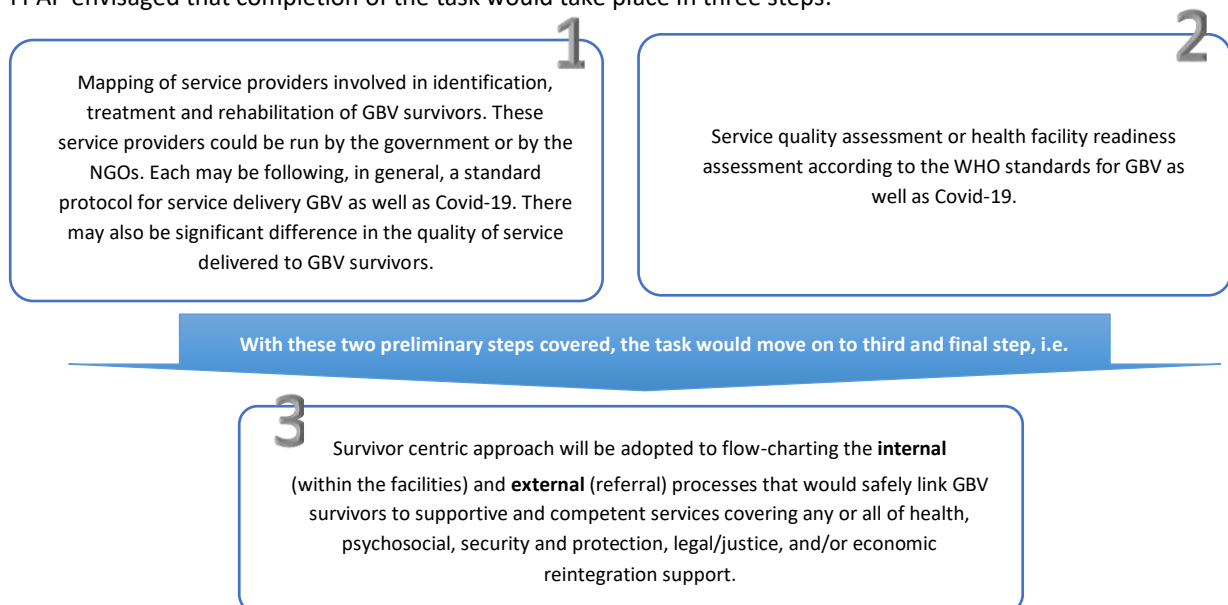 envisaged that completion of the task would take place in three steps:
1
Mapping of service providers involved in identification,
treatment and rehabilitation of GBV survivors. These
service providers could be run by the government or by the
NGOs. Each may be following, in general, a standard
protocol for service delivery GBV as well as Covid-19. There
may also be significant difference in the quality of service
delivered to GBV survivors.
2
Service quality assessment or health facility readiness
assessment according to the WHO standards for GBV as
well as Covid-19.
With these two preliminary steps covered, the task would move on to third and final step, i.e.
3
Survivor centric approach will be adopted to flow-charting the internal
(within the facilities) and external (referral) processes that would safely link GBV
survivors to supportive and competent services covering any or all of health,
psychosocial, security and protection, legal/justice, and/or economic
reintegration support.